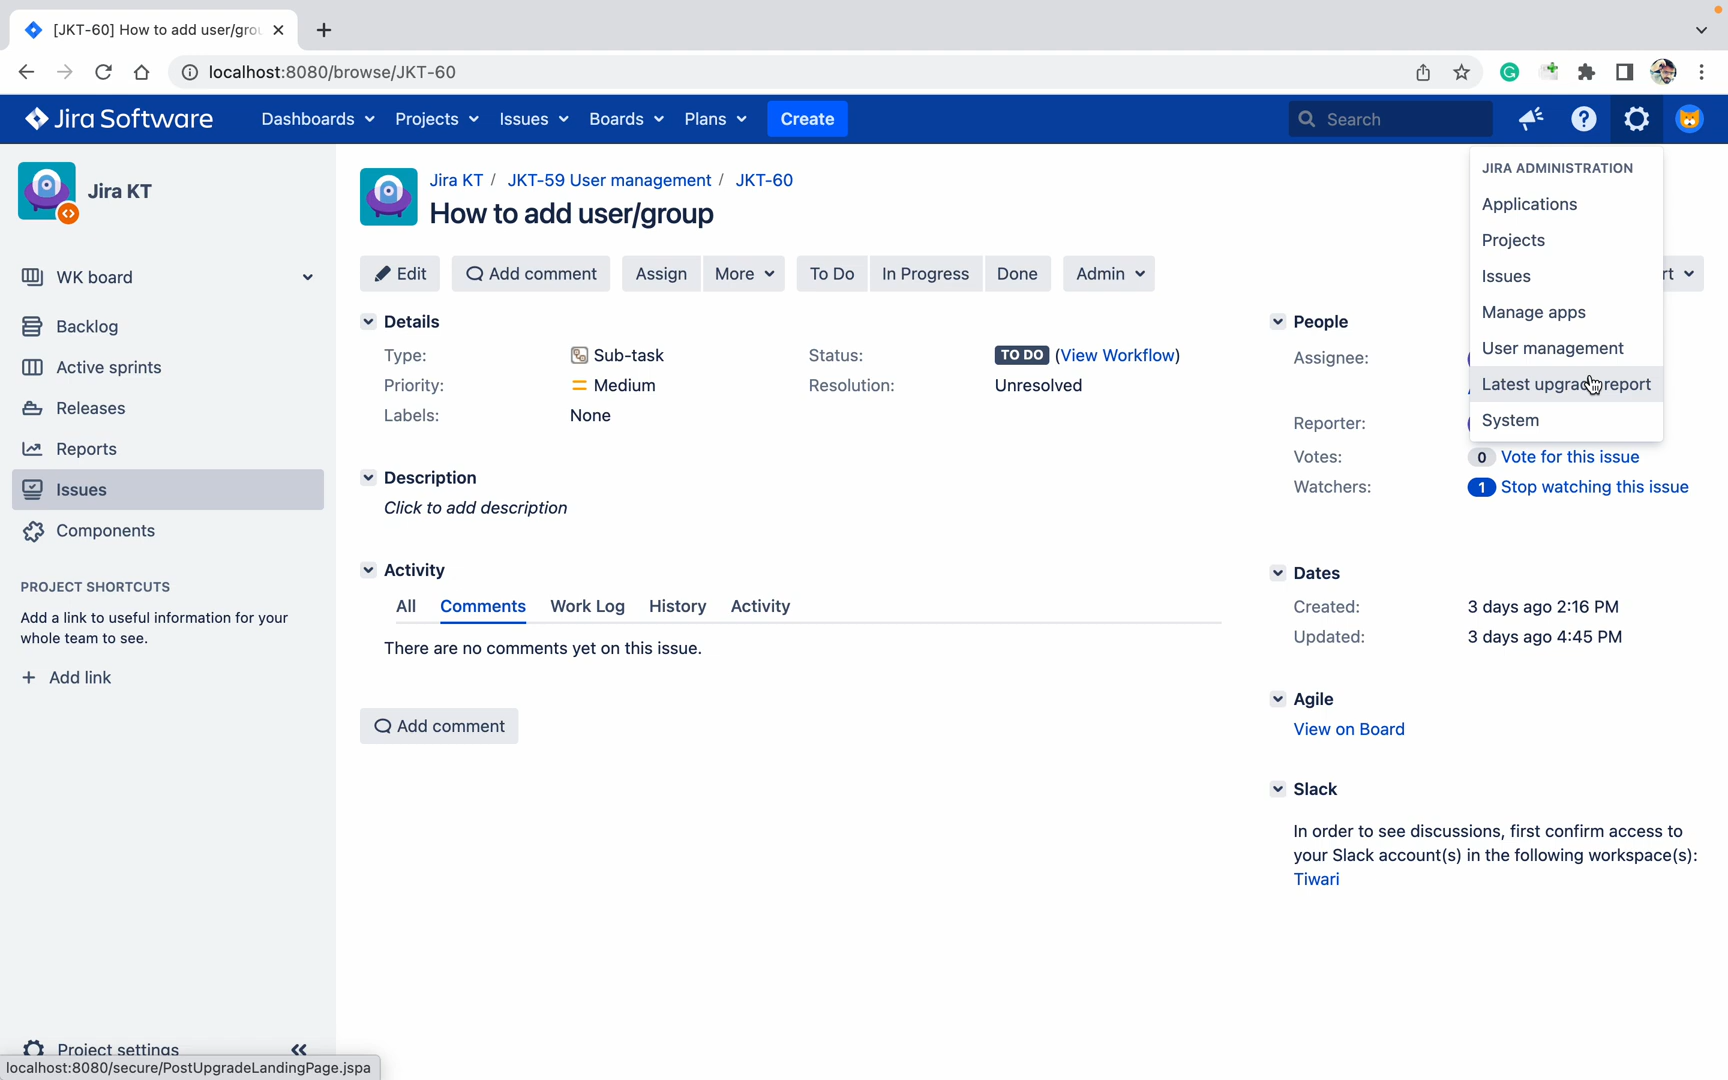 [JKT-60] How to add user/grou
localhost:8080/browse/JKT-60
Jira Software
Dashboards
Projects
Issues
Boards
Plans
Create
Search
Jira KT
WK board
Backlog
Active sprints
Releases
Reports
Issues
Components
PROJECT SHORTCUTS
Add a link to useful information for your
whole team to see.
+ Add link
Project settings
localhost:8080/secure/PostUpgradeLandingPage.jspa
Jira KT / JKT-59 User management / JKT-60
How to add user/group
Edit
Add comment
Assign
More
To Do
In Progress
Done
Admin
rt
Details
Type: Sub-task
Priority: Medium
Labels: None
Status: TO DO (View Workflow)
Resolution: Unresolved
Description
Click to add description
Activity
All Comments Work Log History Activity
There are no comments yet on this issue.
Add comment
JIRA ADMINISTRATION
Applications
Projects
Issues
Manage apps
User management
Latest upgrade report
System
People
Assignee:
Reporter:
Votes: 0 Vote for this issue
Watchers: 1 Stop watching this issue
Dates
Created: 3 days ago 2:16 PM
Updated: 3 days ago 4:45 PM
Agile
View on Board
Slack
In order to see discussions, first confirm access to
your Slack account(s) in the following workspace(s):
Tiwari